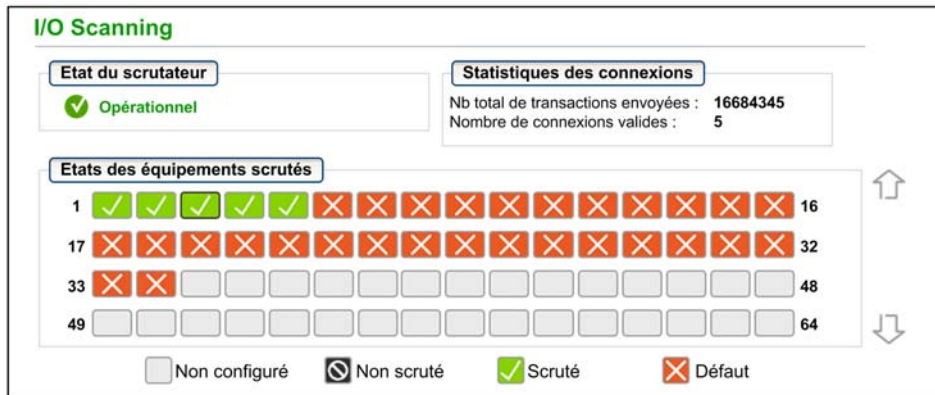 I/O Scanning
Etat du scrutateur
Opérationnel
Statistiques des connexions
Nb total de transactions envoyées : 16684345
Nombre de connexions valides : 5
Etats des équipements scrutés
1 16
17 32
33 48
49 64
Non configuré Non scruté Scruté Défaut